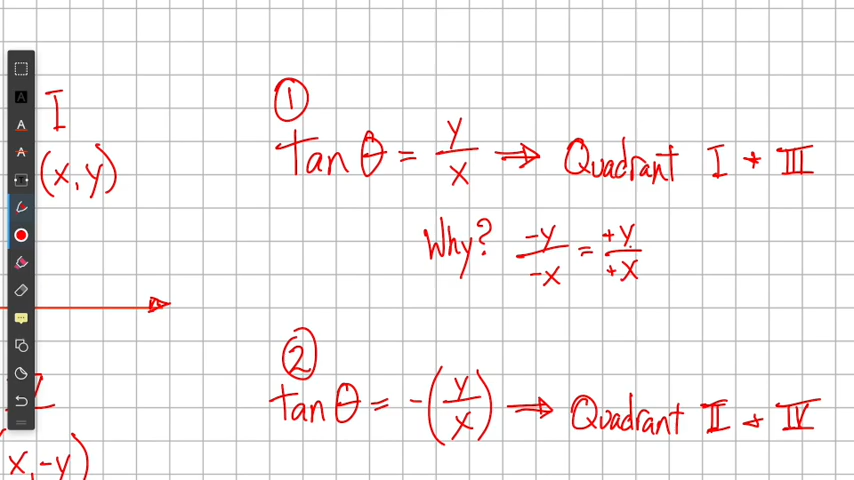 I
(x, y)
①
tan θ = y/x ⇒ Quadrant I + III
Why? -y/-x = +y/+x
②
tan θ = -(y/x) ⇒ Quadrant II + IV
x, -y)